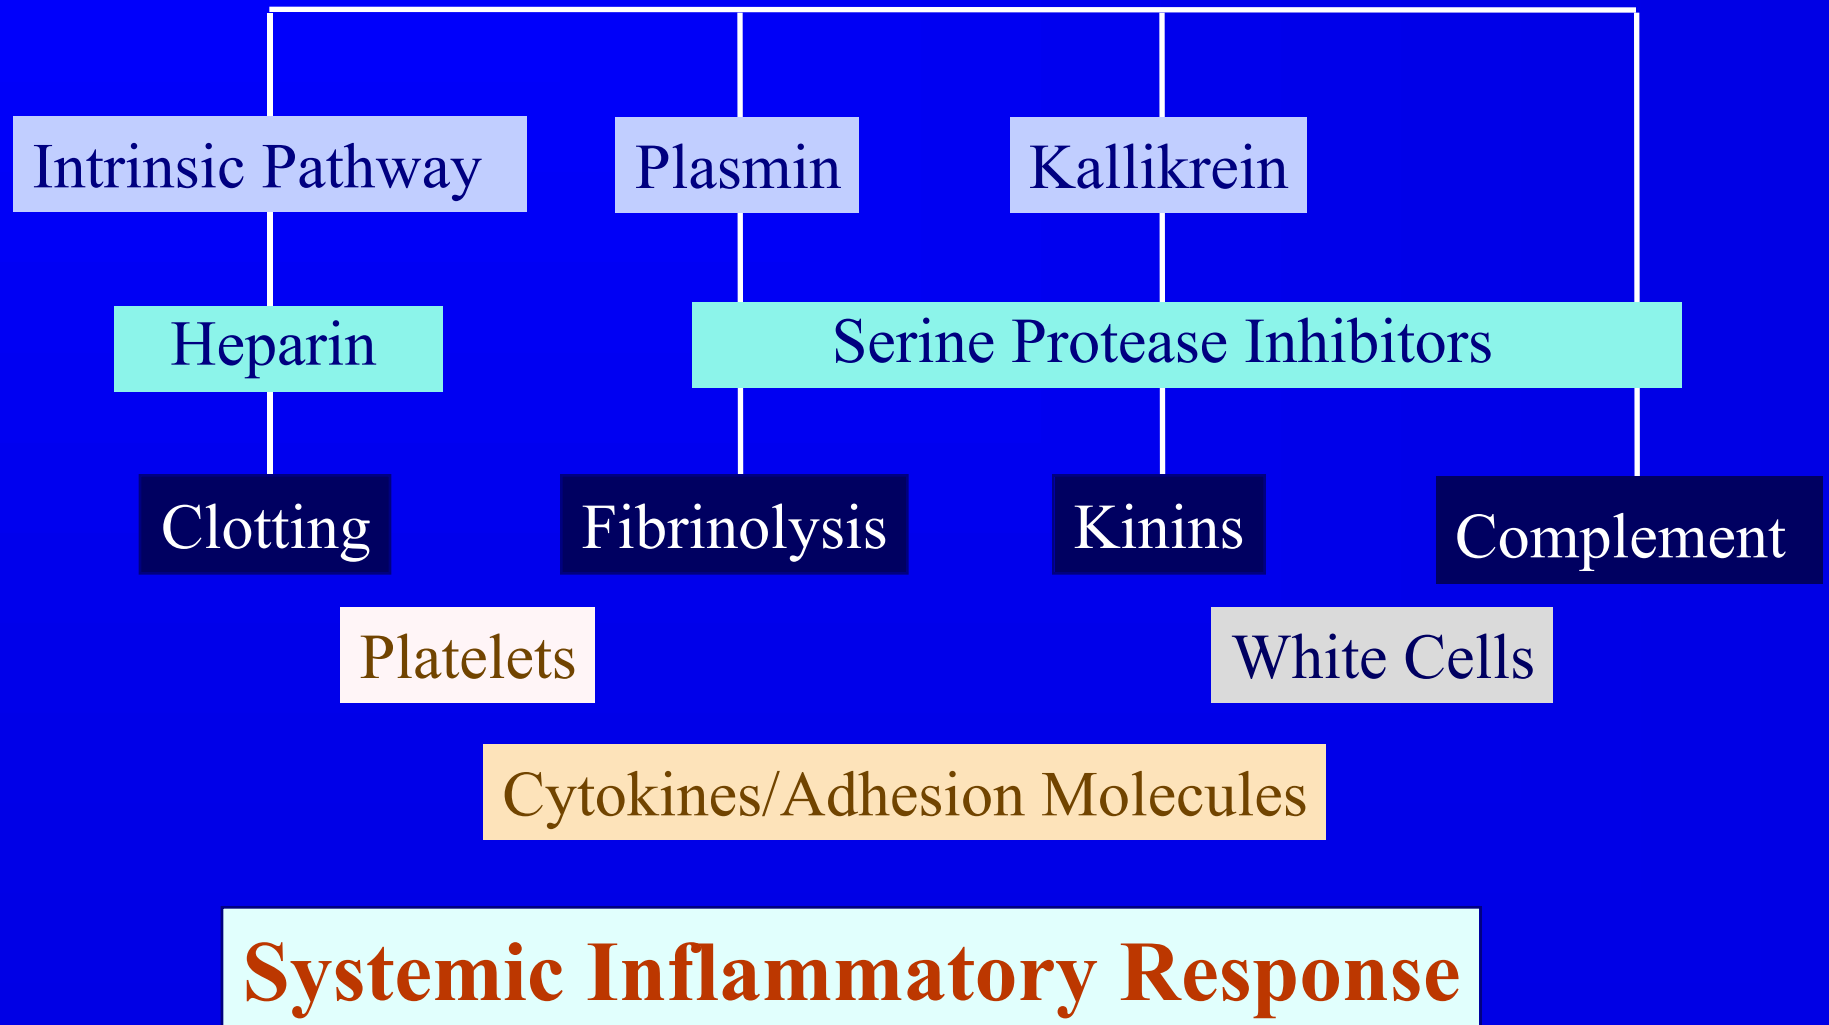 Intrinsic Pathway
Plasmin
Kallikrein
Heparin
Serine Protease Inhibitors
Clotting
Fibrinolysis
Kinins
Complement
Platelets
White Cells
Cytokines/Adhesion Molecules
Systemic Inflammatory Response